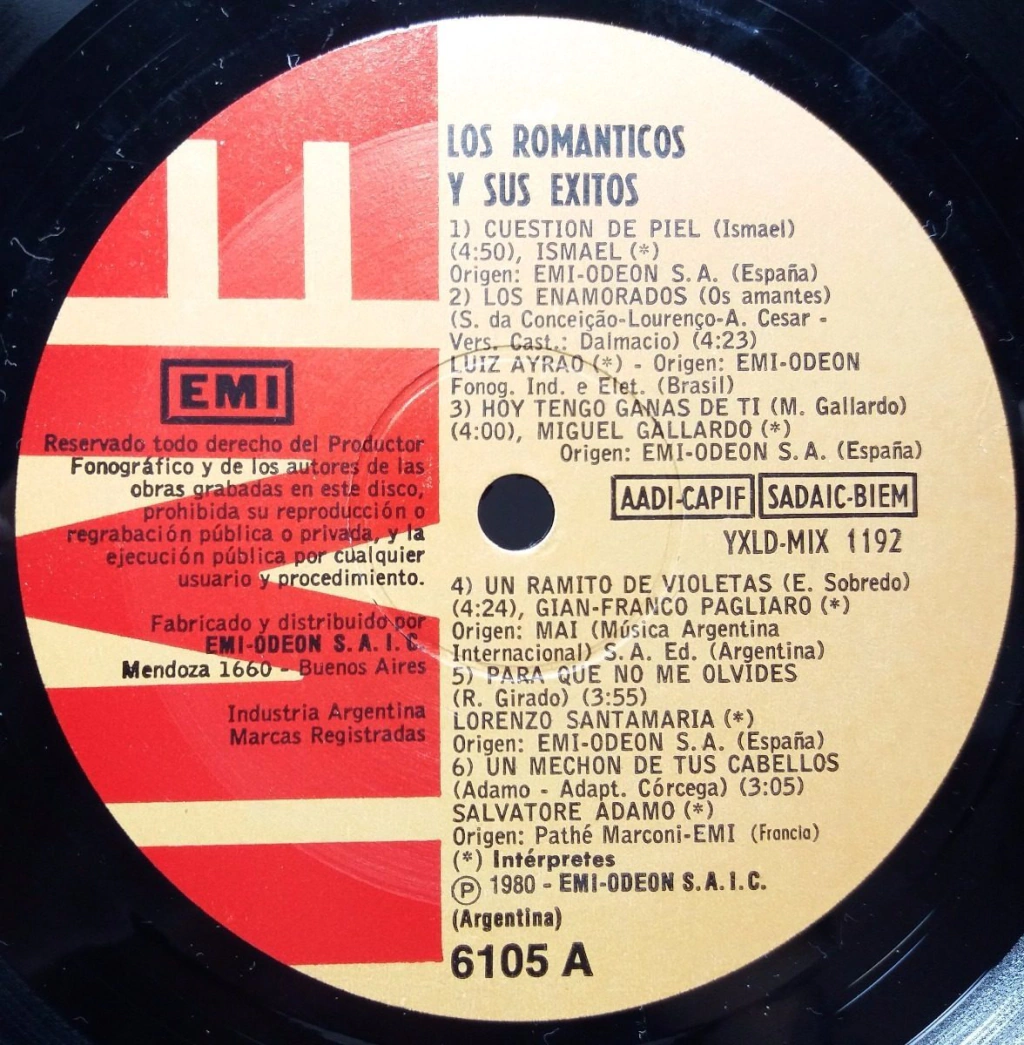 LOS ROMANTICOS
Y SUS EXITOS
1) CUESTION DE PIEL (Ismael)
(4:50), ISMAEL (*)
Origen: EMI-ODEON S.A. (España)
2) LOS ENAMORADOS (Os amantes)
(S. da Conceição-Lourenço-A. Cesar -
Vers. Cast.: Dalmacio) (4:23)
LUIZ AYRAO (*) - Origen: EMI-ODEON
Fonog. Ind. e Elet. (Brasil)
3) HOY TENGO GANAS DE TI (M. Gallardo)
(4:00), MIGUEL GALLARDO (*)
Origen: EMI-ODEON S.A. (España)
AADI-CAPIF SADAIC-BIEM
YXLD-MIX 1192
4) UN RAMITO DE VIOLETAS (E. Sobredo)
(4:24), GIAN-FRANCO PAGLIARO (*)
Origen: MAI (Música Argentina
Internacional) S.A. Ed. (Argentina)
5) PARA QUE NO ME OLVIDES
(R. Girado) (3:55)
LORENZO SANTAMARIA (*)
Origen: EMI-ODEON S.A. (España)
6) UN MECHON DE TUS CABELLOS
(Adamo - Adapt. Córcega) (3:05)
SALVATORE ADAMO (*)
Origen: Pathé Marconi-EMI (Francia)
(*) Intérpretes
Ⓟ 1980 - EMI-ODEON S.A.I.C.
(Argentina)
6105 A
EMI
Reservado todo derecho del Productor
Fonográfico y de los autores de las
obras grabadas en este disco,
prohibida su reproducción o
regrabación pública o privada, y la
ejecución pública por cualquier
usuario y procedimiento.
Fabricado y distribuido por
EMI-ODEON S.A.I.C.
Mendoza 1660 - Buenos Aires
Industria Argentina
Marcas Registradas
EMI